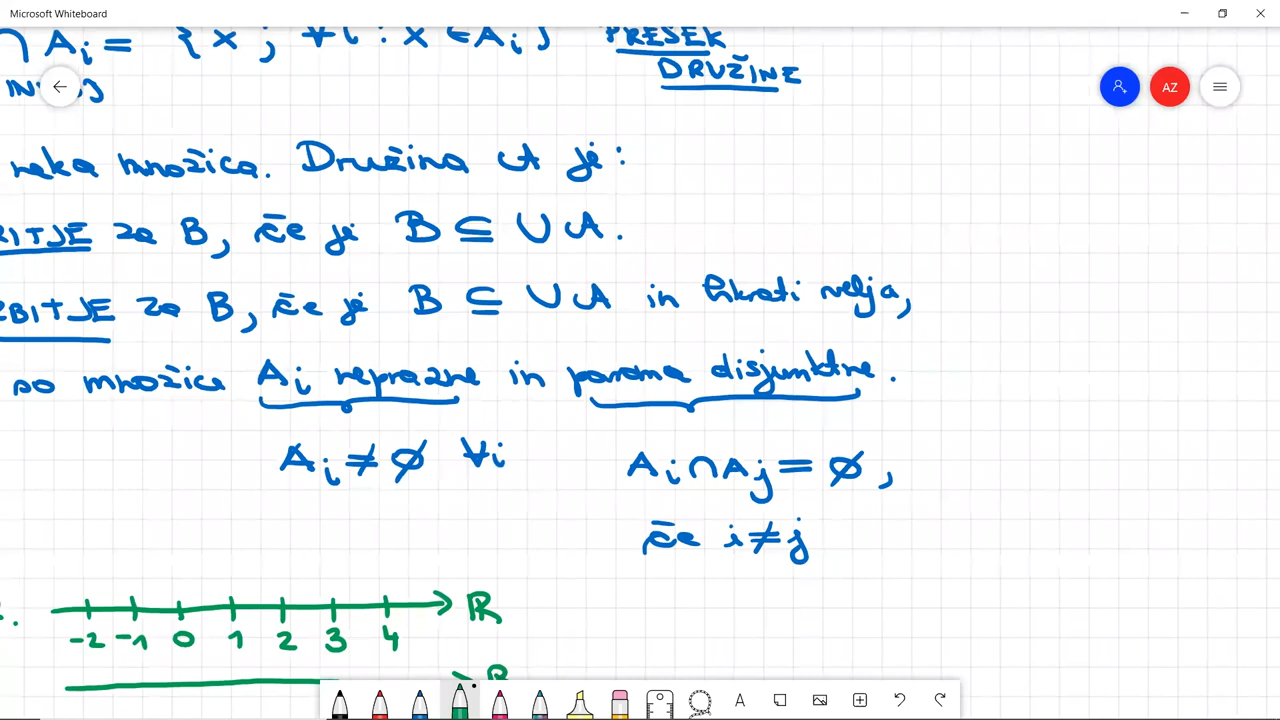 Microsoft Whiteboard
∩ Aᵢ = {x ; ∀i : x ∈ Aᵢ} PRESEK
DRUŽINE
AZ
neka množica. Družina A je :
RITJE za B, če je B ⊆ ∪A.
ZBITJE za B, če je B ⊆ ∪A in hkrati velja,
so množice Aᵢ neprazne in paroma disjunktne.
Aᵢ ≠ ∅ ∀i Aᵢ ∩ Aⱼ = ∅ ,
če i ≠ j
ℝ
-2 -1 0 1 2 3 4
A